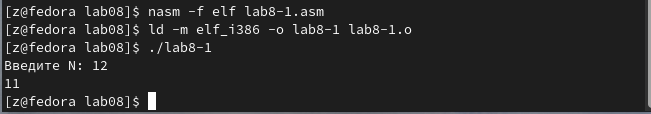 [z@fedora lab08]$ nasm -f elf lab8-1.asm
[z@fedora lab08]$ ld -m elf_i386 -o lab8-1 lab8-1.o
[z@fedora lab08]$ ./lab8-1
Введите N: 12
11
[z@fedora lab08]$